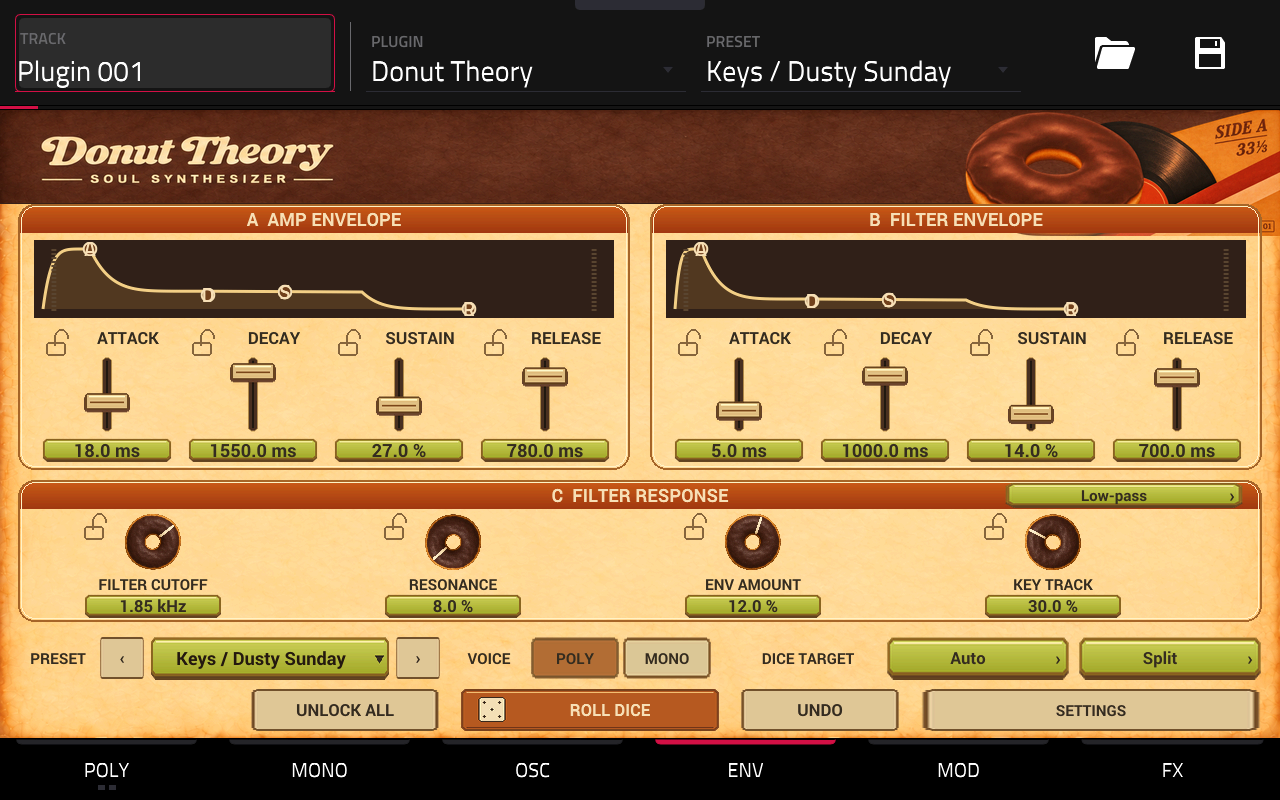 TRACK
Plugin 001
PLUGIN
Donut Theory
PRESET
Keys / Dusty Sunday
Donut Theory
SOUL SYNTHESIZER
SIDE A
33⅓
01
A AMP ENVELOPE
A
D
S
R
ATTACK
DECAY
SUSTAIN
RELEASE
18.0 ms
1550.0 ms
27.0 %
780.0 ms
B FILTER ENVELOPE
A
D
S
R
ATTACK
DECAY
SUSTAIN
RELEASE
5.0 ms
1000.0 ms
14.0 %
700.0 ms
C FILTER RESPONSE
Low-pass ›
FILTER CUTOFF
RESONANCE
ENV AMOUNT
KEY TRACK
1.85 kHz
8.0 %
12.0 %
30.0 %
PRESET
‹
Keys / Dusty Sunday
›
VOICE
POLY
MONO
DICE TARGET
Auto ›
Split ›
UNLOCK ALL
ROLL DICE
UNDO
SETTINGS
POLY
MONO
OSC
ENV
MOD
FX